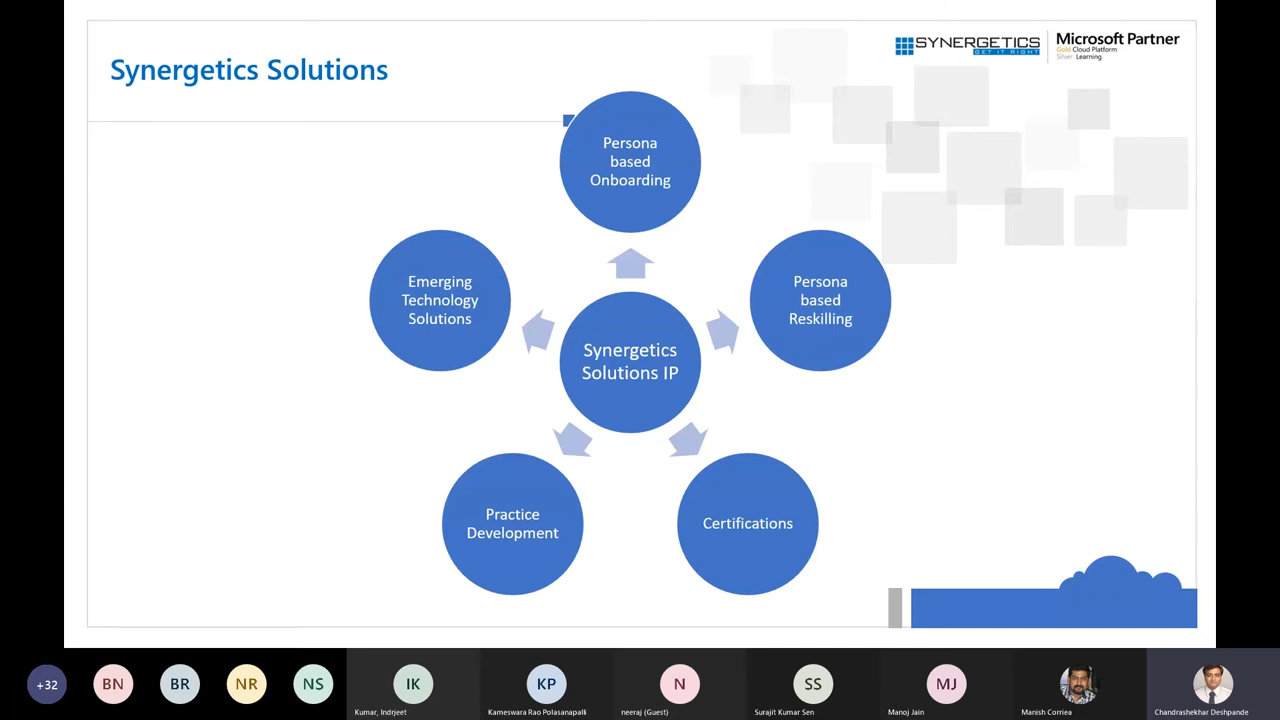 Synergetics Solutions
SYNERGETICS
GET IT RIGHT
Microsoft Partner
Gold Cloud Platform
Silver Learning
Persona
based
Onboarding
Emerging
Technology
Solutions
Persona
based
Reskilling
Synergetics
Solutions IP
Practice
Development
Certifications
+32
BN
BR
NR
NS
IK
KP
N
SS
MJ
Kumar, Indrjeet
Kameswara Rao Polasanapalli
neeraj (Guest)
Surajit Kumar Sen
Manoj Jain
Manish Corriea
Chandrashekhar Deshpande